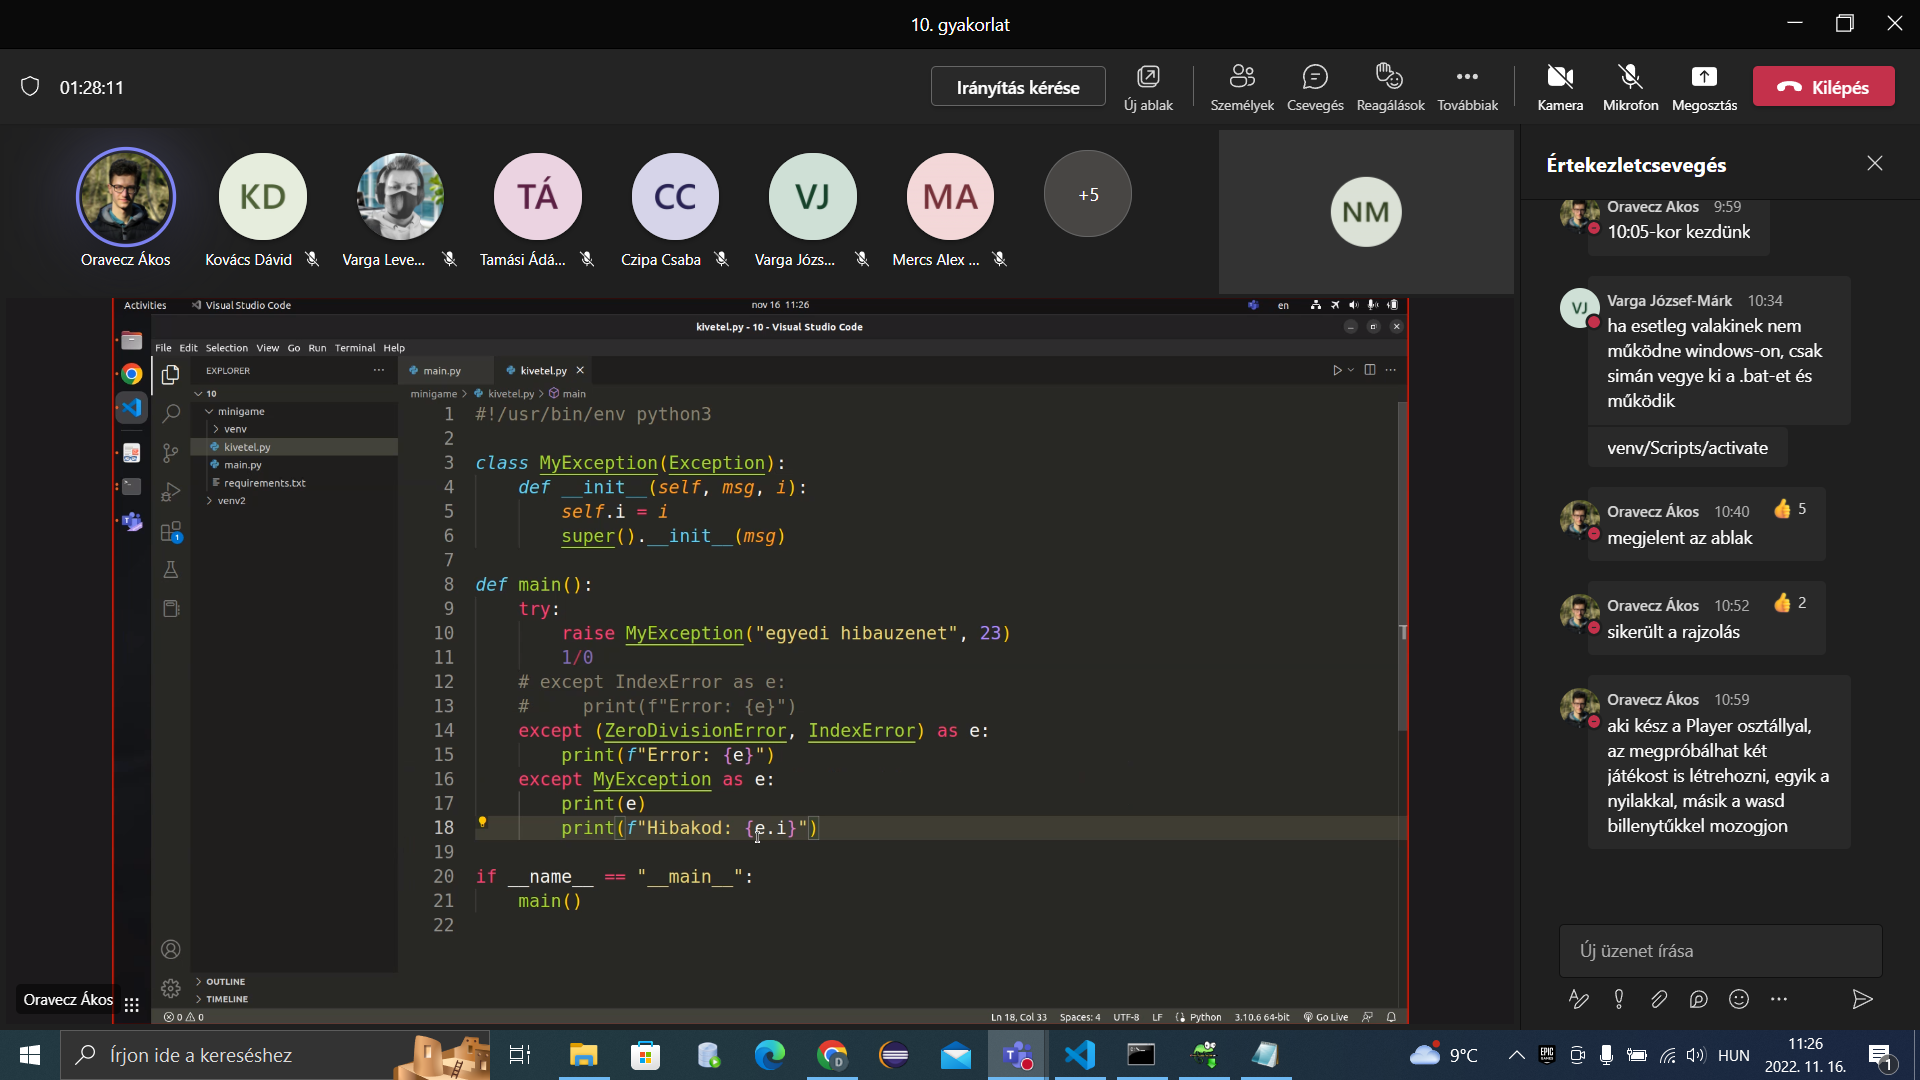 10. gyakorlat
01:28:11
Irányítás kérése
Új ablak
Személyek
Csevegés
Reagálások
Továbbiak
Kamera
Mikrofon
Megosztás
Kilépés
Oravecz Ákos
KD
Kovács Dávid
Varga Leve...
TÁ
Tamási Ádá...
CC
Czipa Csaba
VJ
Varga Józs...
MA
Mercs Alex ...
+5
NM
Activities
Visual Studio Code
nov 16 11:26
en
kivetel.py - 10 - Visual Studio Code
File Edit Selection View Go Run Terminal Help
EXPLORER
10
minigame
venv
kivetel.py
main.py
requirements.txt
venv2
OUTLINE
TIMELINE
main.py
kivetel.py
minigame > kivetel.py > main
1 #!/usr/bin/env python3
2
3 class MyException(Exception):
4     def __init__(self, msg, i):
5         self.i = i
6         super().__init__(msg)
7
8 def main():
9     try:
10         raise MyException("egyedi hibauzenet", 23)
11         1/0
12     # except IndexError as e:
13     #     print(f"Error: {e}")
14     except (ZeroDivisionError, IndexError) as e:
15         print(f"Error: {e}")
16     except MyException as e:
17         print(e)
18         print(f"Hibakod: {e.i}")
19
20 if __name__ == "__main__":
21     main()
22
1
0 0
Ln 18, Col 33
Spaces: 4
UTF-8
LF
Python
3.10.6 64-bit
Go Live
Oravecz Ákos
Értekezletcsevegés
Oravecz Ákos 9:59
10:05-kor kezdünk
VJ
Varga József-Márk 10:34
ha esetleg valakinek nem
működne windows-on, csak
simán vegye ki a .bat-et és
működik
venv/Scripts/activate
Oravecz Ákos 10:40
5
megjelent az ablak
Oravecz Ákos 10:52
2
sikerült a rajzolás
Oravecz Ákos 10:59
aki kész a Player osztállyal,
az megpróbálhat két
játékost is létrehozni, egyik a
nyilakkal, másik a wasd
billenytűkkel mozogjon
Új üzenet írása
Írjon ide a kereséshez
D
9°C
EPIC
HUN
11:26
2022. 11. 16.
1